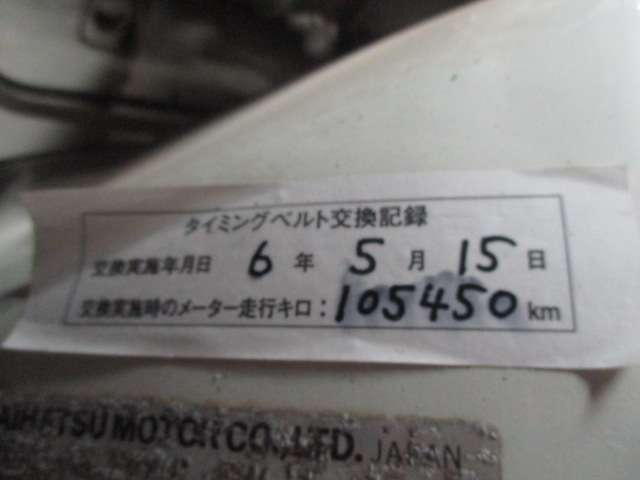 タイミングベルト交換記録
交換実施年月日 6 年 5 月 15 日
交換実施時のメーター走行キロ：105450 km
AIHATSU MOTOR CO., LTD. JAPAN